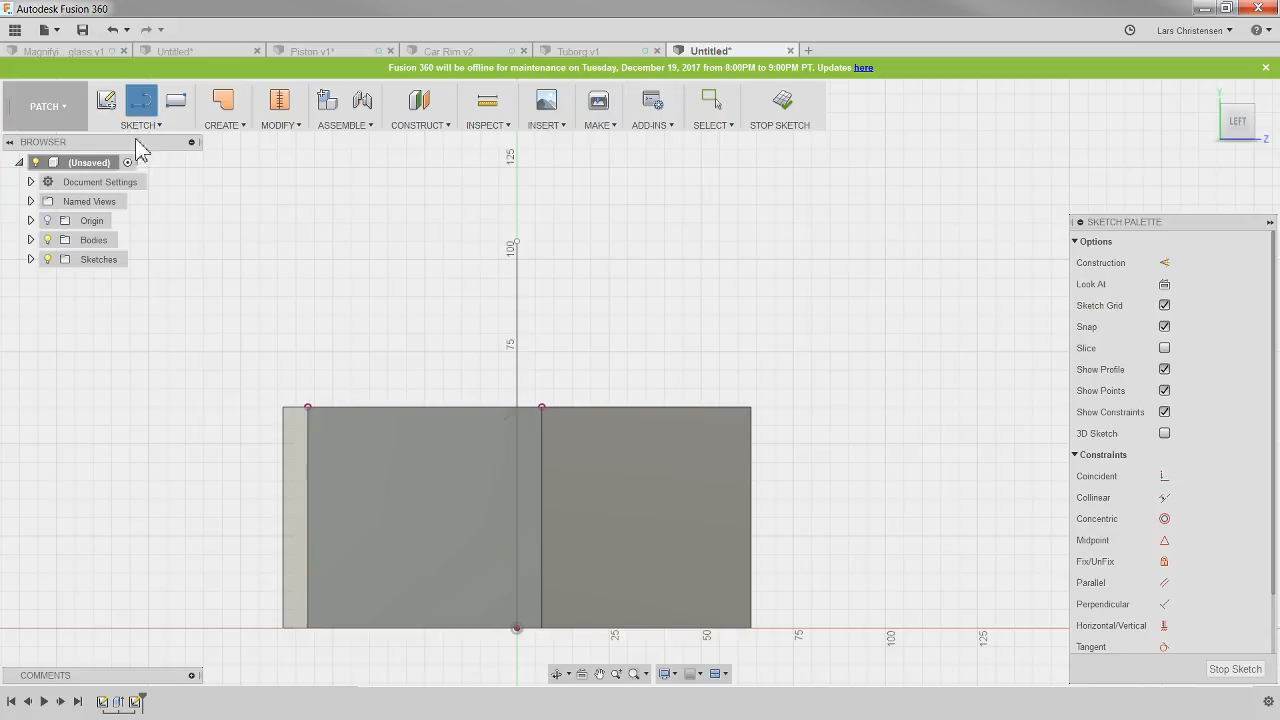 Autodesk Fusion 360
Lars Christensen
Magnifyi...glass v1
Untitled*
Piston v1*
Car Rim v2
Tuborg v1
Untitled*
Fusion 360 will be offline for maintenance on Tuesday, December 19, 2017 from 8:00PM to 9:00PM PT. Updates here
PATCH
SKETCH
CREATE
MODIFY
ASSEMBLE
CONSTRUCT
INSPECT
INSERT
MAKE
ADD-INS
SELECT
STOP SKETCH
BROWSER
(Unsaved)
Document Settings
Named Views
Origin
Bodies
Sketches
Y
LEFT
Z
125
100
75
25
50
75
100
125
SKETCH PALETTE
Options
Construction
Look At
Sketch Grid
Snap
Slice
Show Profile
Show Points
Show Constraints
3D Sketch
Constraints
Coincident
Collinear
Concentric
Midpoint
Fix/UnFix
Parallel
Perpendicular
Horizontal/Vertical
Tangent
Stop Sketch
COMMENTS